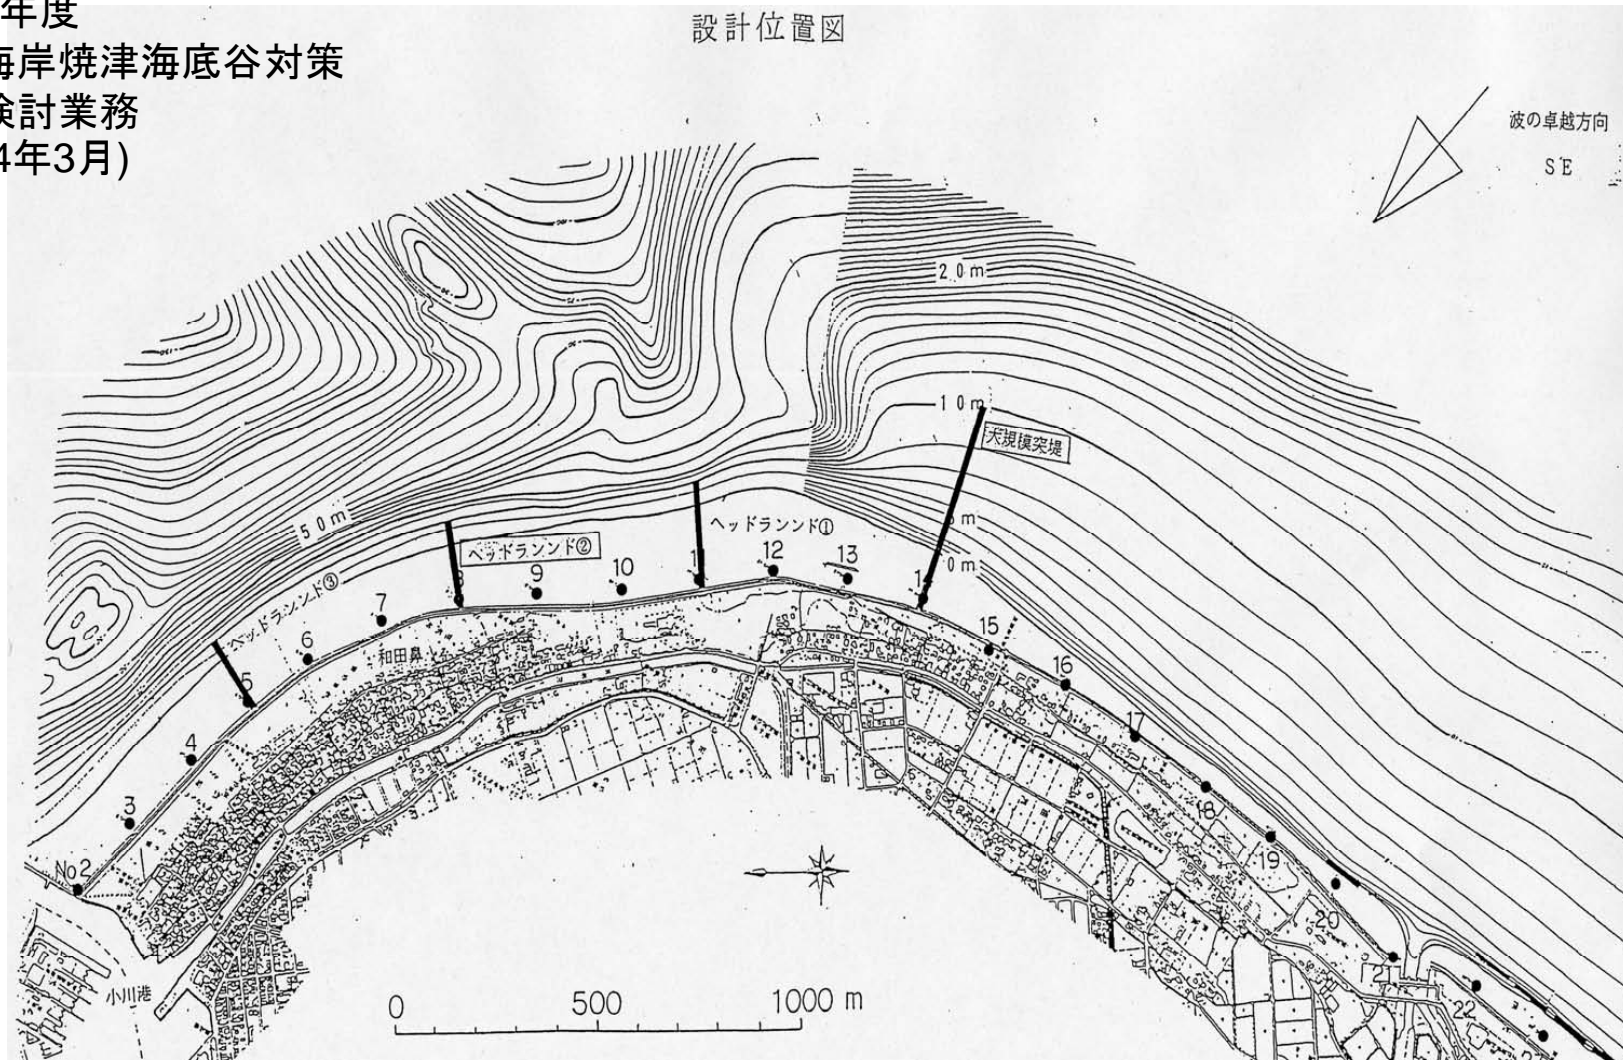 年度
海岸焼津海底谷対策
検討業務
4年3月)
設計位置図
波の卓越方向
SE
20m
10m
大規模突堤
ヘッドランンド①
m
0m
50m
ヘッドランンド②
ヘッドランンド③
和田鼻
No2
3
4
5
6
7
8
9
10
11
12
13
14
15
16
17
18
19
20
21
22
小川港
0 500 1000 m